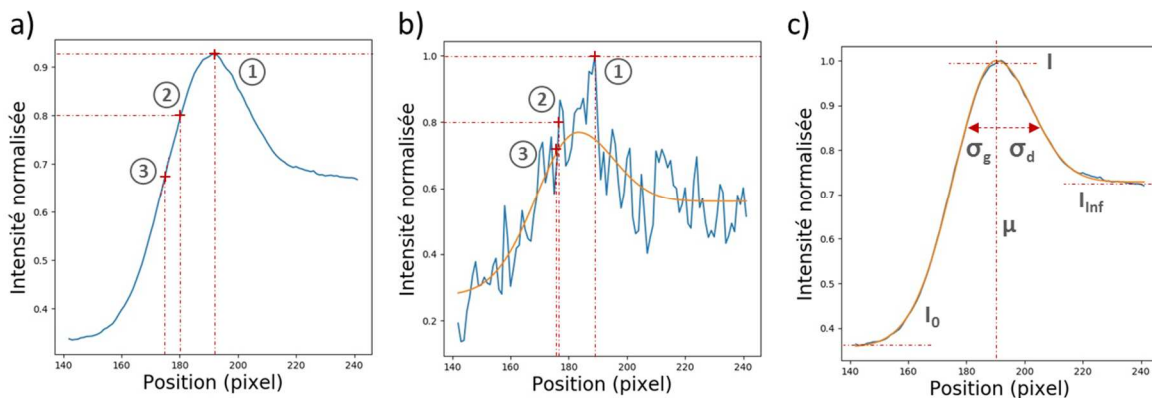 a)
Intensité normalisée
0.9
0.8
0.7
0.6
0.5
0.4
①
②
③
140 160 180 200 220 240
Position (pixel)
b)
Intensité normalisée
1.0
0.8
0.6
0.4
0.2
①
②
③
140 160 180 200 220 240
Position (pixel)
c)
Intensité normalisée
1.0
0.9
0.8
0.7
0.6
0.5
0.4
I
σg σd
IInf
μ
I0
140 160 180 200 220 240
Position (pixel)